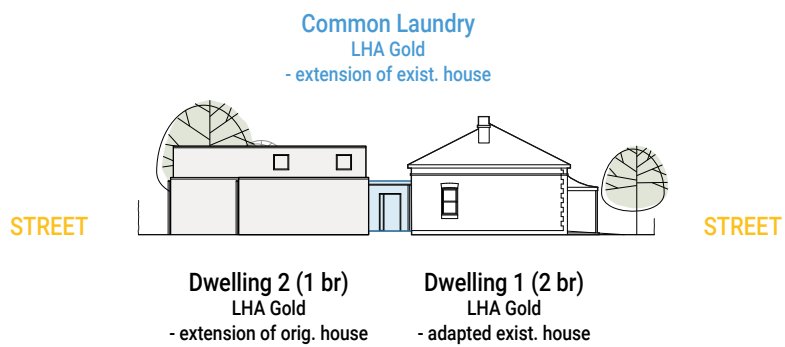 Common Laundry
LHA Gold
- extension of exist. house
STREET
STREET
Dwelling 2 (1 br)
LHA Gold
- extension of orig. house
Dwelling 1 (2 br)
LHA Gold
- adapted exist. house